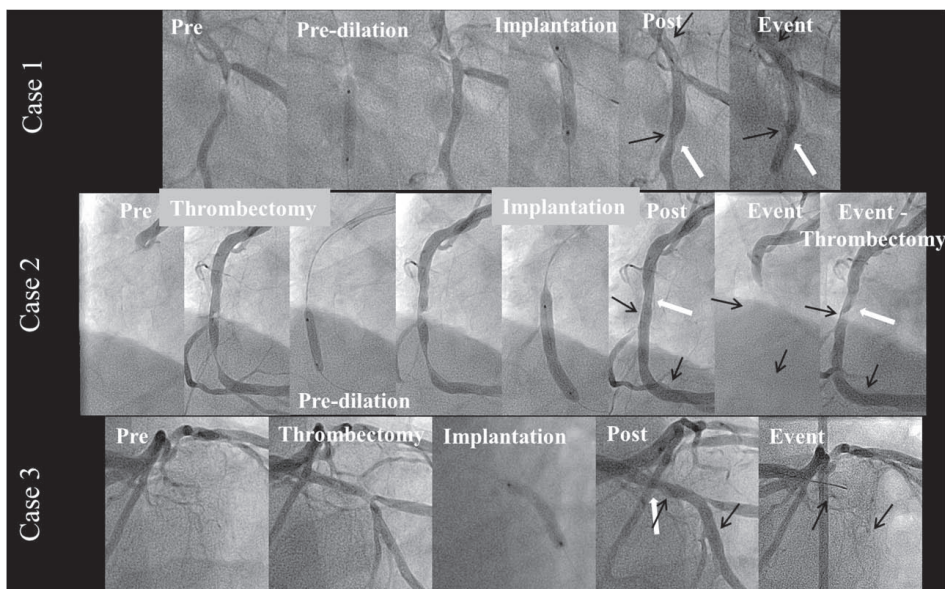 Case 1
Pre
Pre-dilation
Implantation
Post
Event
Case 2
Pre
Thrombectomy
Pre-dilation
Implantation
Post
Event
Event -
Thrombectomy
Case 3
Pre
Thrombectomy
Implantation
Post
Event